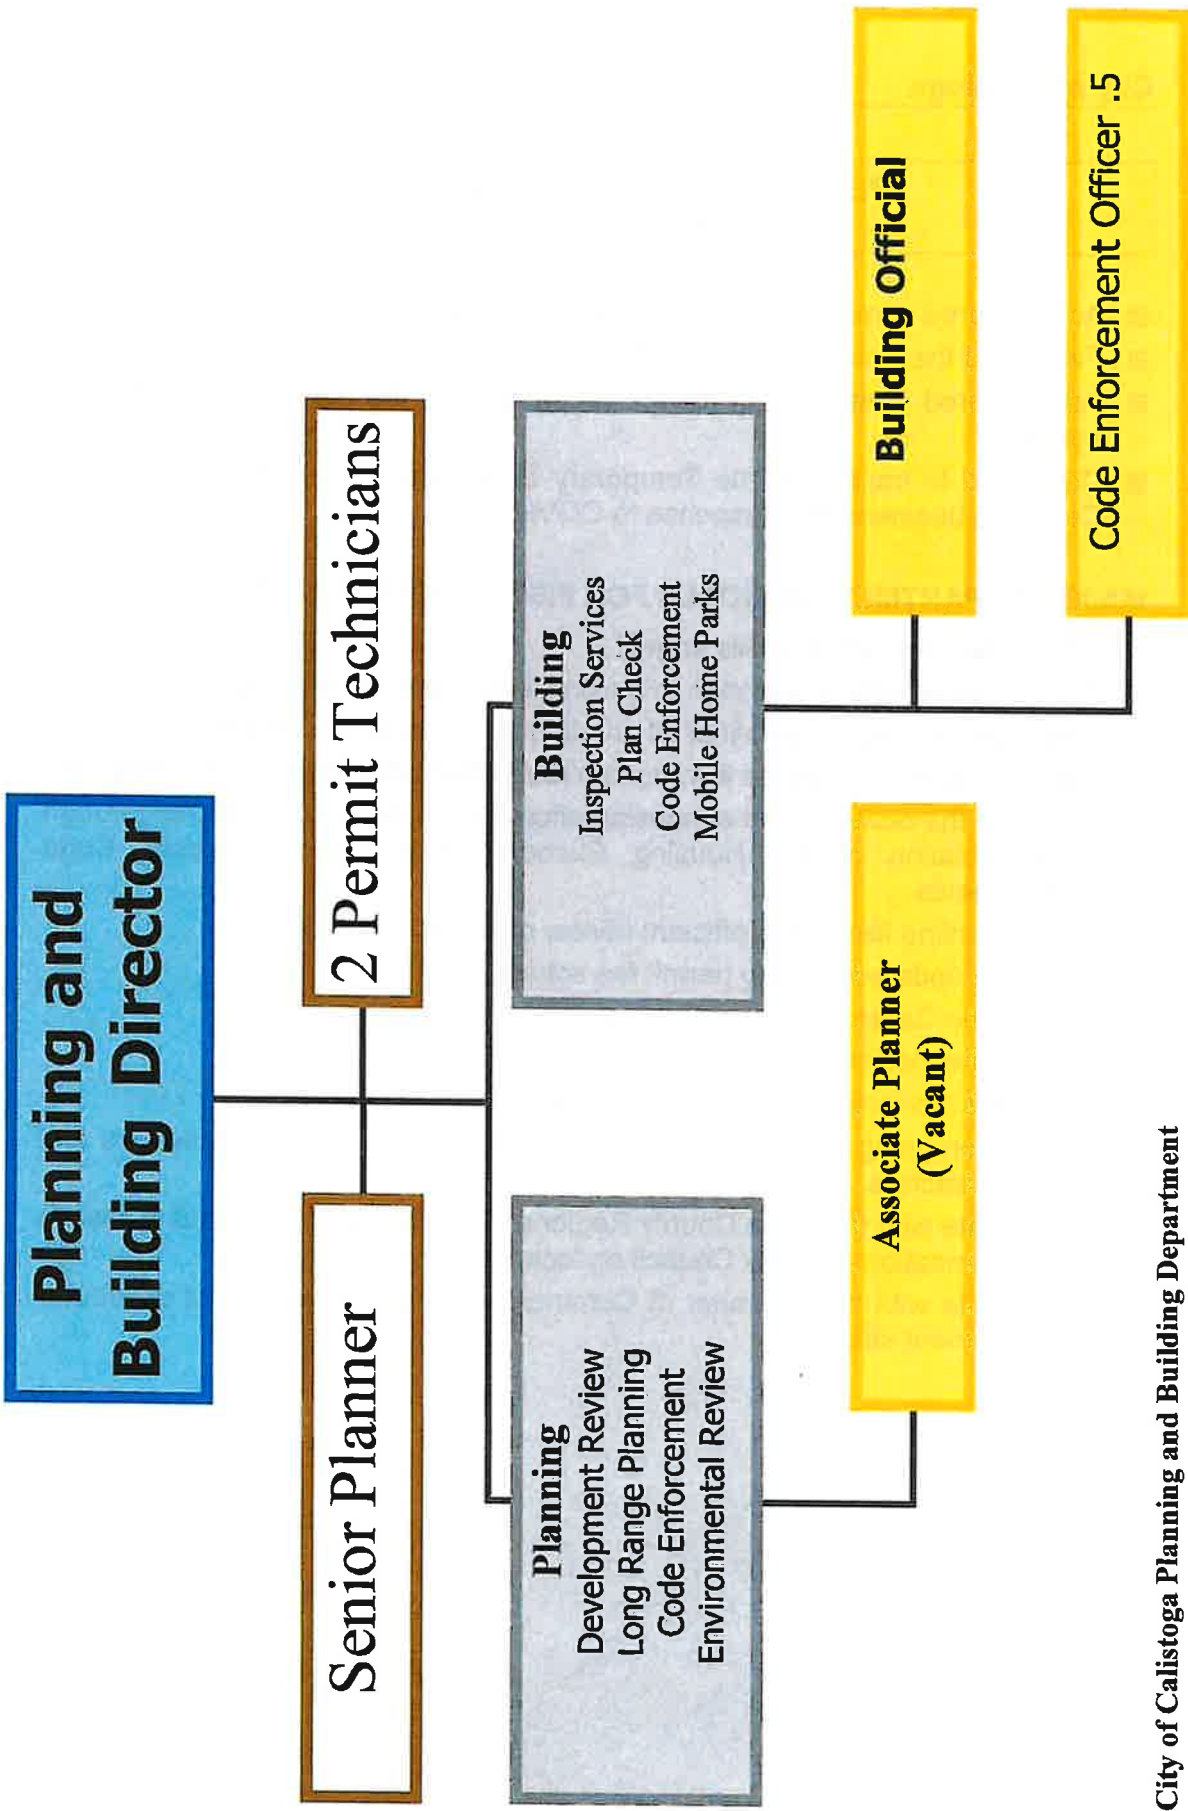 Planning and
Building Director
Senior Planner
2 Permit Technicians
Planning
Development Review
Long Range Planning
Code Enforcement
Environmental Review
Building
Inspection Services
Plan Check
Code Enforcement
Mobile Home Parks
Associate Planner
(Vacant)
Building Official
Code Enforcement Officer .5
City of Calistoga Planning and Building Department